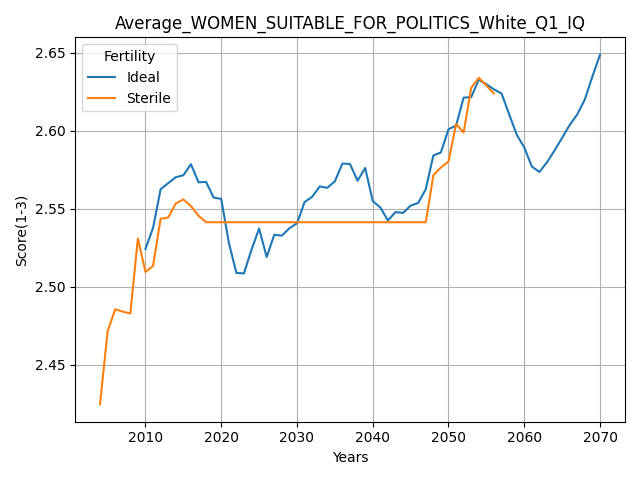 Average_WOMEN_SUITABLE_FOR_POLITICS_White_Q1_IQ
Fertility
Ideal
Sterile
Score(1-3)
2.65
2.60
2.55
2.50
2.45
2010 2020 2030 2040 2050 2060 2070
Years